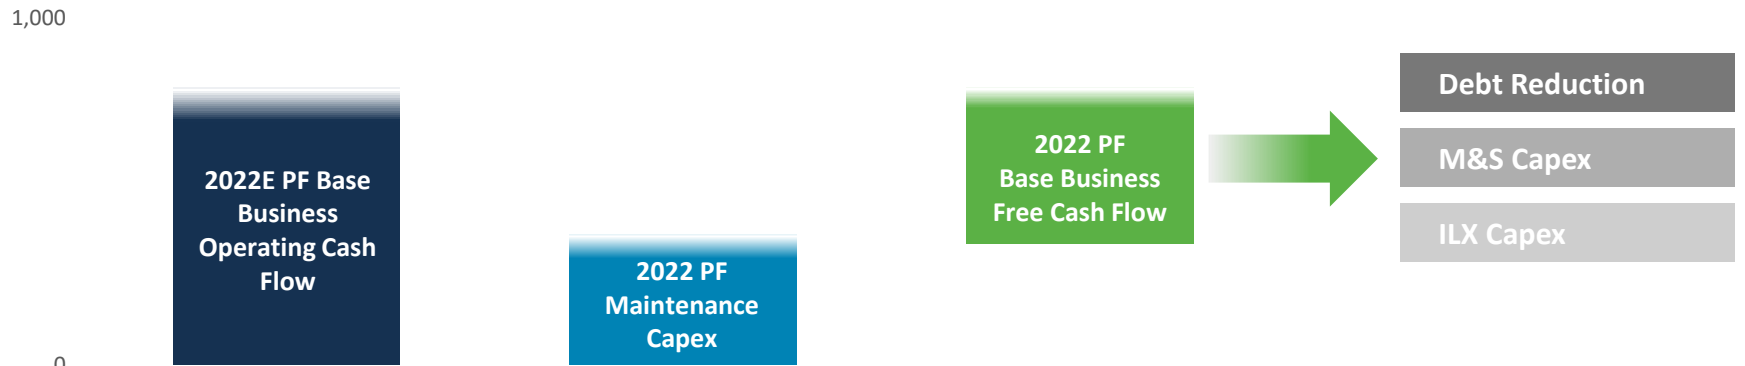 1,000
2022E PF Base
Business
Operating Cash
Flow
2022 PF
Maintenance
Capex
2022 PF
Base Business
Free Cash Flow
Debt Reduction
M&S Capex
ILX Capex
0